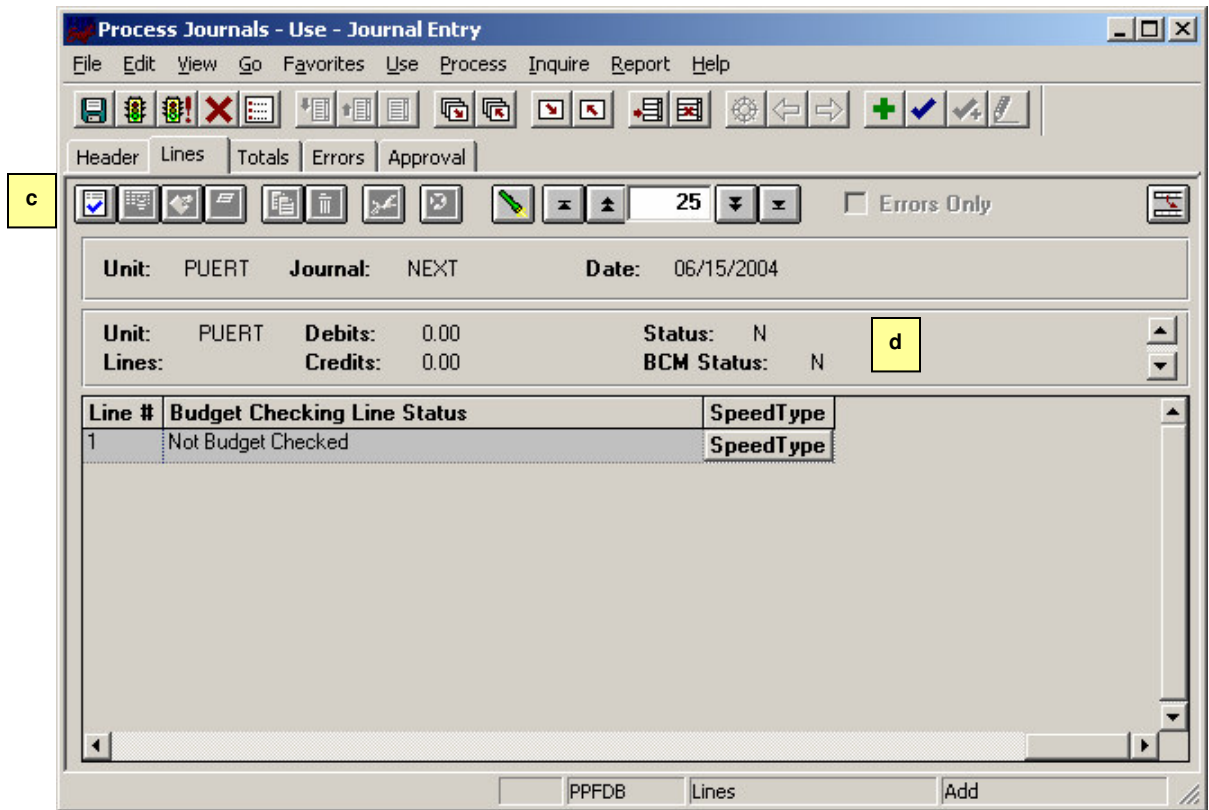 Process Journals - Use - Journal Entry
File Edit View Go Favorites Use Process Inquire Report Help
Header Lines Totals Errors Approval
c
25 Errors Only
Unit: PUERT Journal: NEXT Date: 06/15/2004
Unit: PUERT Debits: 0.00 Status: N
d
Lines: Credits: 0.00 BCM Status: N
Line # Budget Checking Line Status SpeedType
1 Not Budget Checked SpeedType
PPFDB Lines Add